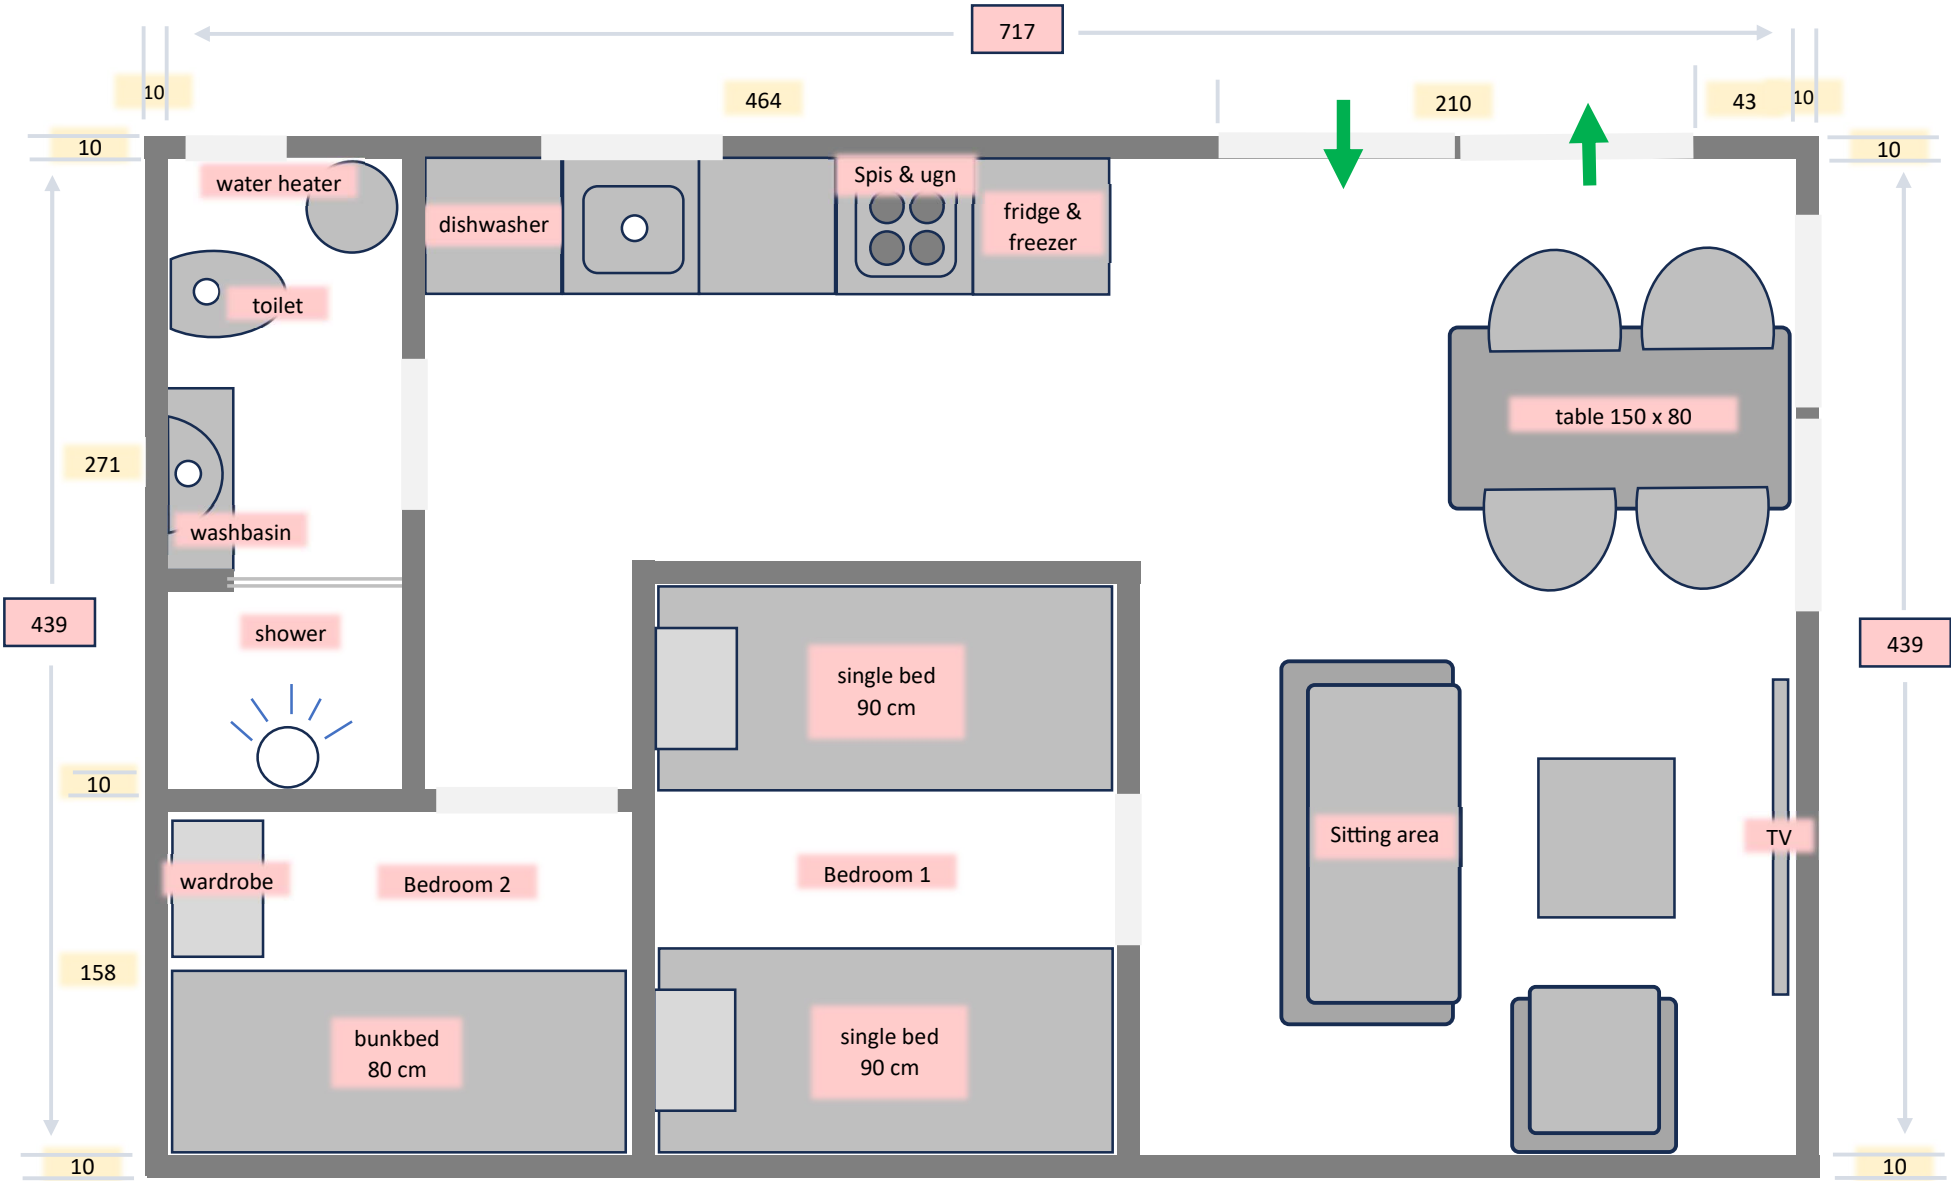 717
10
464
210
43
10
10
10
water heater
Spis & ugn
dishwasher
fridge &
freezer
toilet
table 150 x 80
271
washbasin
439
shower
439
single bed
90 cm
10
Sitting area
TV
wardrobe
Bedroom 2
Bedroom 1
158
bunkbed
80 cm
single bed
90 cm
10
10